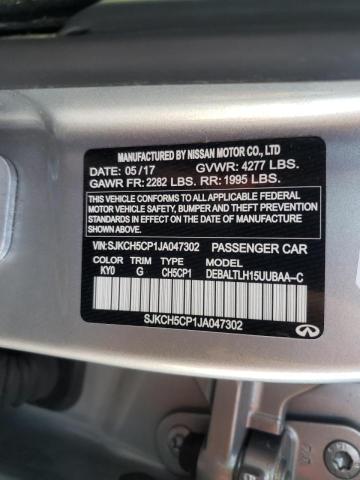 MANUFACTURED BY NISSAN MOTOR CO., LTD
DATE: 05/17 GVWR: 4277 LBS.
GAWR FR: 2282 LBS. RR: 1995 LBS.
THIS VEHICLE CONFORMS TO ALL APPLICABLE FEDERAL
MOTOR VEHICLE SAFETY, BUMPER AND THEFT PREVENTION
STANDARDS IN EFFECT ON THE DATE OF MANUFACTURE
SHOWN ABOVE.
VIN:SJKCH5CP1JA047302 PASSENGER CAR
COLOR TRIM MODEL
KY0 G CH5CP1 DEBALTLH15UUBAA-C
SJKCH5CP1JA047302